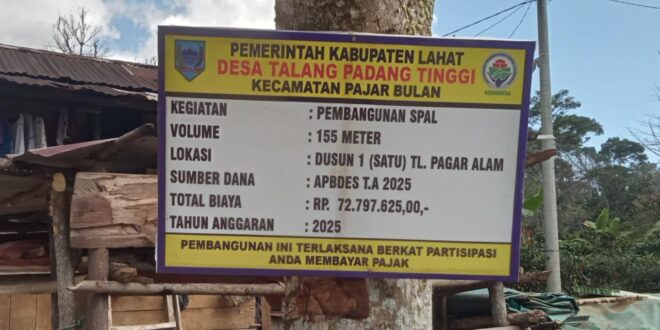 PEMERINTAH KABUPATEN LAHAT
DESA TALANG PADANG TINGGI
KECAMATAN PAJAR BULAN
KEGIATAN : PEMBANGUNAN SPAL
VOLUME : 155 METER
LOKASI : DUSUN 1 (SATU) TL. PAGAR ALAM
SUMBER DANA : APBDES T.A 2025
TOTAL BIAYA : RP. 72.797.625,00,-
TAHUN ANGGARAN : 2025
PEMBANGUNAN INI TERLAKSANA BERKAT PARTISIPASI
ANDA MEMBAYAR PAJAK